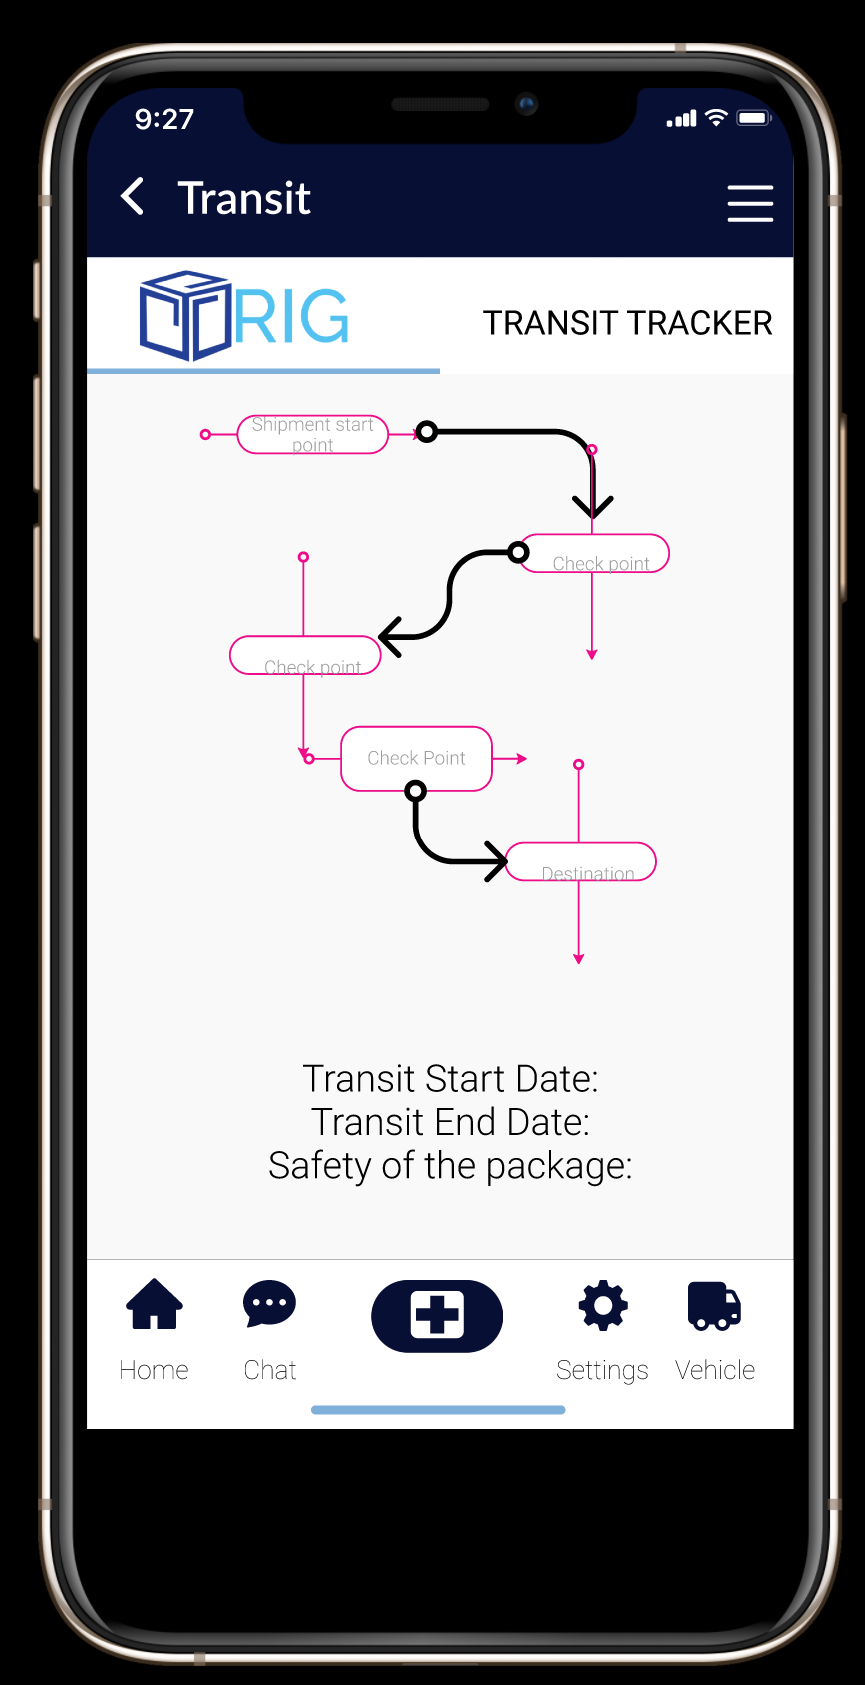 9:27
Transit
RIG
TRANSIT TRACKER
Shipment start
point
Check point
Check point
Check Point
Destination
Transit Start Date:
Transit End Date:
Safety of the package:
Home
Chat
Settings
Vehicle